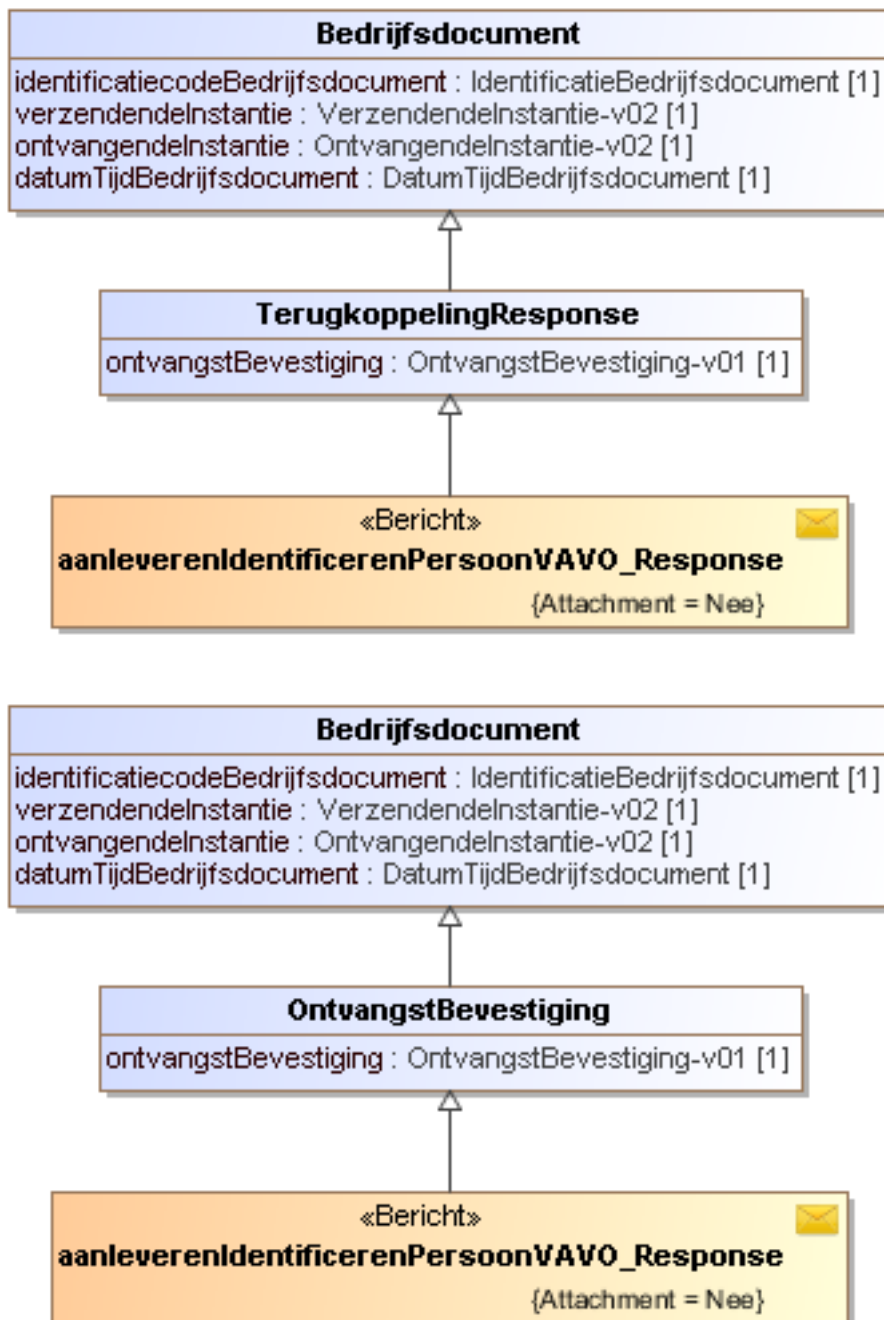 Bedrijfsdocument
identificatiecodeBedrijfsdocument : IdentificatieBedrijfsdocument [1]
verzendendeInstantie : VerzendendeInstantie-v02 [1]
ontvangendeInstantie : OntvangendeInstantie-v02 [1]
datumTijdBedrijfsdocument : DatumTijdBedrijfsdocument [1]
TerugkoppelingResponse
ontvangstBevestiging : OntvangstBevestiging-v01 [1]
«Bericht»
aanleverenIdentificerenPersoonVAVO_Response
{Attachment = Nee}
Bedrijfsdocument
identificatiecodeBedrijfsdocument : IdentificatieBedrijfsdocument [1]
verzendendeInstantie : VerzendendeInstantie-v02 [1]
ontvangendeInstantie : OntvangendeInstantie-v02 [1]
datumTijdBedrijfsdocument : DatumTijdBedrijfsdocument [1]
OntvangstBevestiging
ontvangstBevestiging : OntvangstBevestiging-v01 [1]
«Bericht»
aanleverenIdentificerenPersoonVAVO_Response
{Attachment = Nee}